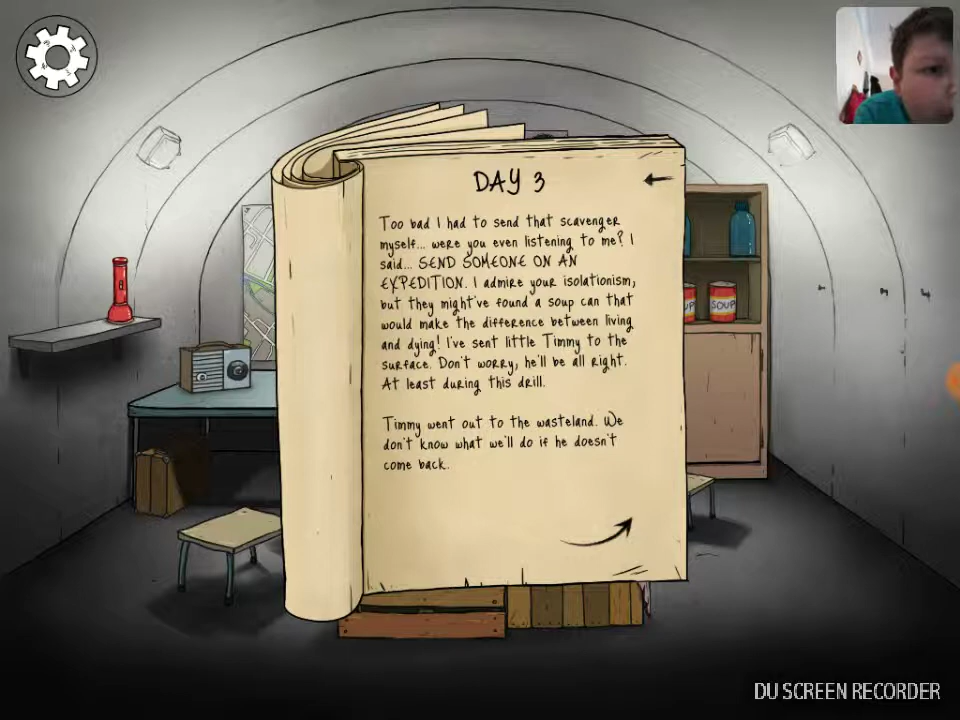 DAY 3
Too bad I had to send that scavenger
myself... were you even listening to me? I
said... SEND SOMEONE ON AN
EXPEDITION. I admire your isolationism,
but they might've found a soup can that
would make the difference between living
and dying! I've sent little Timmy to the
surface. Don't worry, he'll be all right.
At least during this drill.
Timmy went out to the wasteland. We
don't know what we'll do if he doesn't
come back.
SOUP
DU SCREEN RECORDER